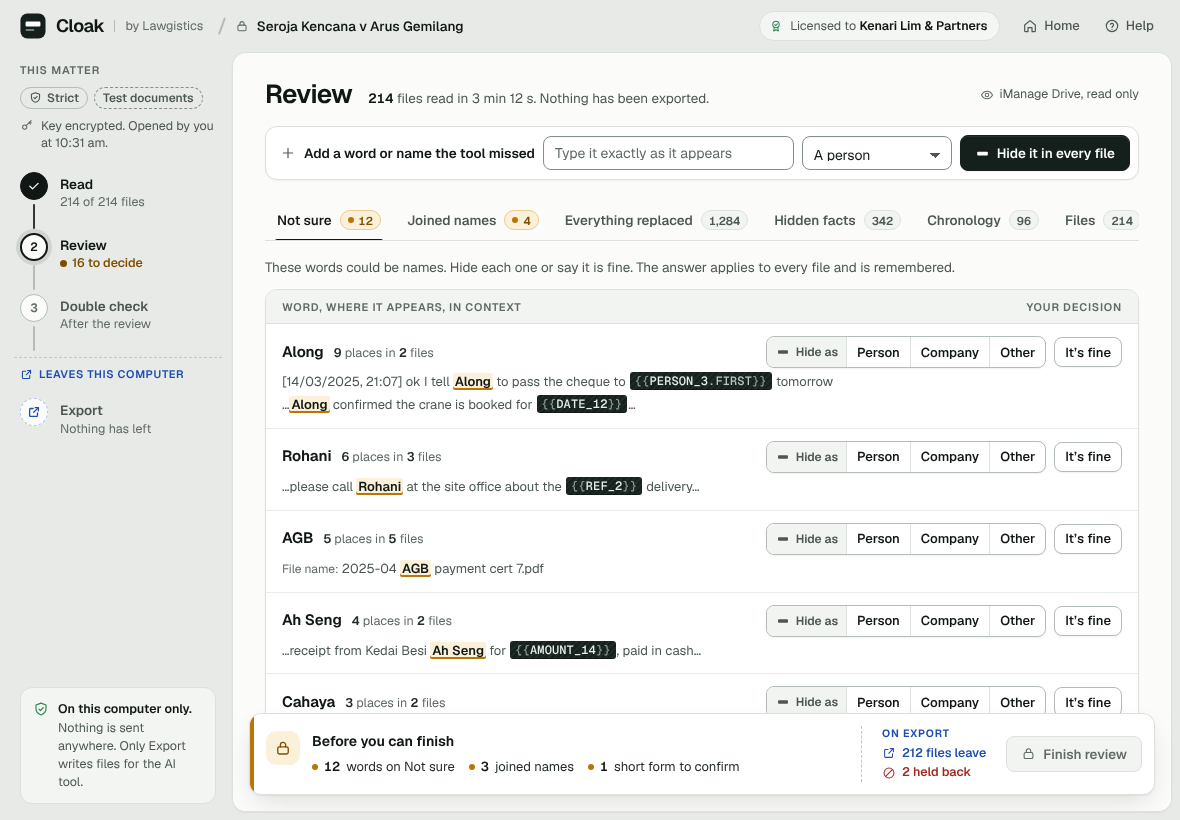 Cloak by Lawgistics / Seroja Kencana v Arus Gemilang
Licensed to Kenari Lim & Partners
Home
Help
THIS MATTER
Strict
Test documents
Key encrypted. Opened by you
at 10:31 am.
Read
214 of 214 files
2
Review
16 to decide
3
Double check
After the review
LEAVES THIS COMPUTER
Export
Nothing has left
On this computer only.
Nothing is sent
anywhere. Only Export
writes files for the AI
tool.
Review
214 files read in 3 min 12 s. Nothing has been exported.
iManage Drive, read only
Add a word or name the tool missed
Type it exactly as it appears
A person
Hide it in every file
Not sure 12
Joined names 4
Everything replaced 1,284
Hidden facts 342
Chronology 96
Files 214
These words could be names. Hide each one or say it is fine. The answer applies to every file and is remembered.
WORD, WHERE IT APPEARS, IN CONTEXT
YOUR DECISION
Along 9 places in 2 files
Hide as Person Company Other It's fine
[14/03/2025, 21:07] ok I tell Along to pass the cheque to {{PERSON_3.FIRST}} tomorrow
…Along confirmed the crane is booked for {{DATE_12}}…
Rohani 6 places in 3 files
Hide as Person Company Other It's fine
…please call Rohani at the site office about the {{REF_2}} delivery…
AGB 5 places in 5 files
Hide as Person Company Other It's fine
File name: 2025-04 AGB payment cert 7.pdf
Ah Seng 4 places in 2 files
Hide as Person Company Other It's fine
…receipt from Kedai Besi Ah Seng for {{AMOUNT_14}}, paid in cash…
Cahaya 3 places in 2 files
Hide as Person Company Other It's fine
Before you can finish
12 words on Not sure
3 joined names
1 short form to confirm
ON EXPORT
212 files leave
2 held back
Finish review